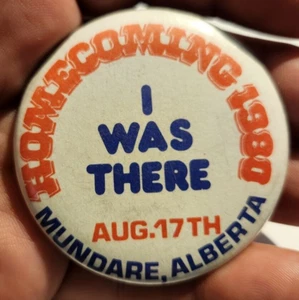 HOMECOMING 1980
I
WAS
THERE
AUG.17TH
MUNDARE, ALBERTA